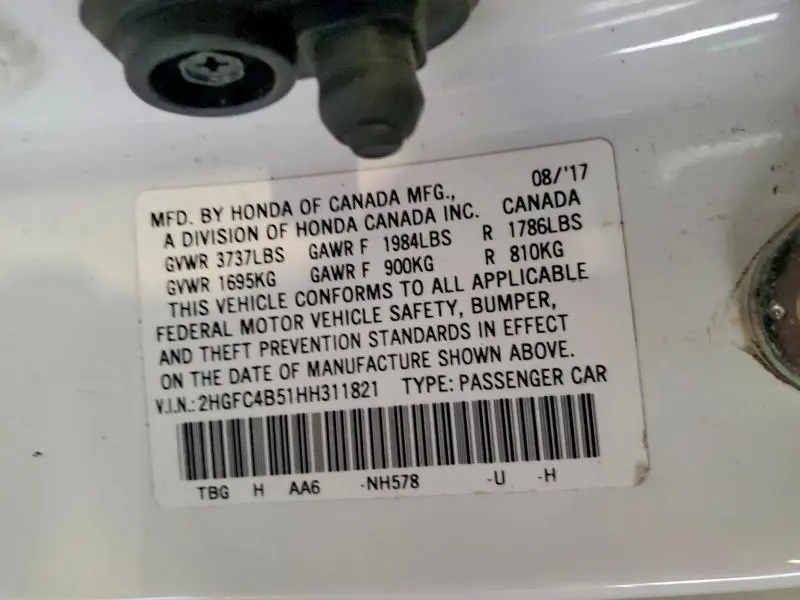 MFD. BY HONDA OF CANADA MFG., 08/'17
A DIVISION OF HONDA CANADA INC. CANADA
GVWR 3737LBS GAWR F 1984LBS R 1786LBS
GVWR 1695KG GAWR F 900KG R 810KG
THIS VEHICLE CONFORMS TO ALL APPLICABLE
FEDERAL MOTOR VEHICLE SAFETY, BUMPER,
AND THEFT PREVENTION STANDARDS IN EFFECT
ON THE DATE OF MANUFACTURE SHOWN ABOVE.
V.I.N.: 2HGFC4B51HH311821 TYPE: PASSENGER CAR
TBG H AA6 -NH578 -U -H